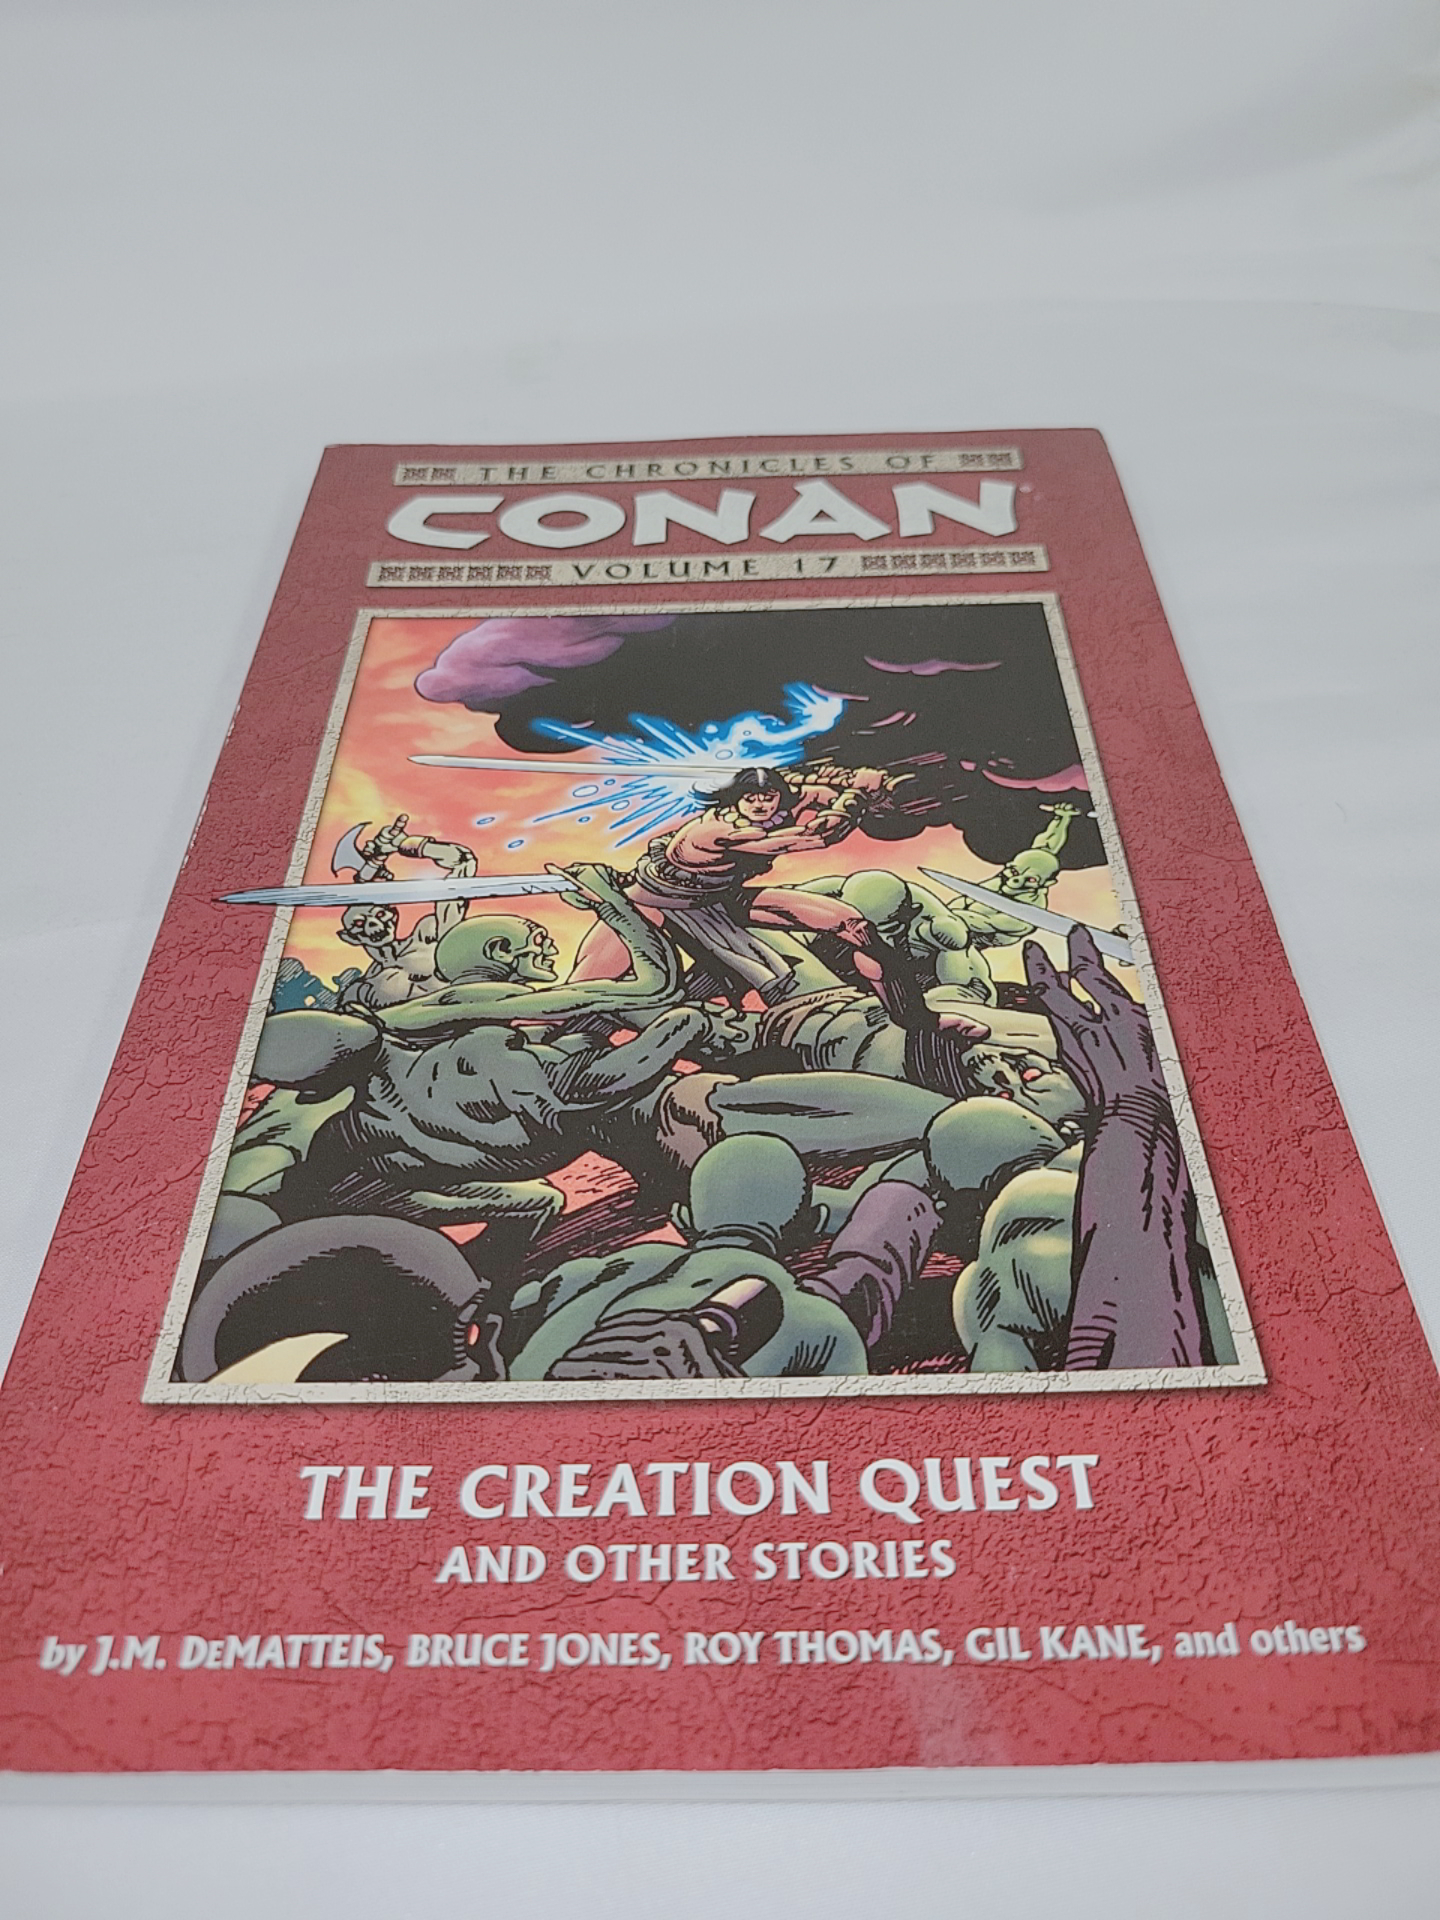 THE CHRONICLES OF
CONAN
VOLUME 17
THE CREATION QUEST
AND OTHER STORIES
by J.M. DeMATTEIS, BRUCE JONES, ROY THOMAS, GIL KANE, and others